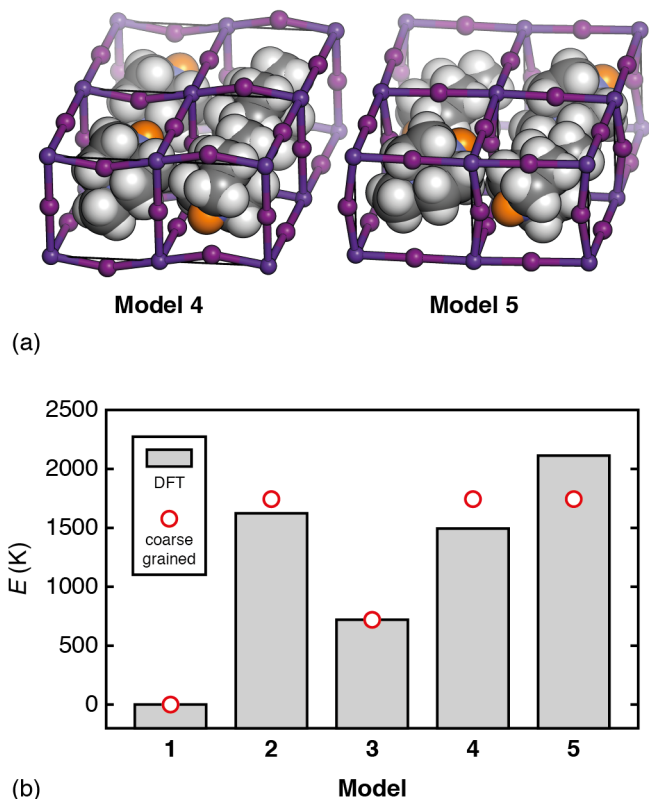 Model 4 Model 5
(a)
2500
2000
1500
1000
500
0
E (K)
DFT
coarse
grained
1 2 3 4 5
Model
(b)